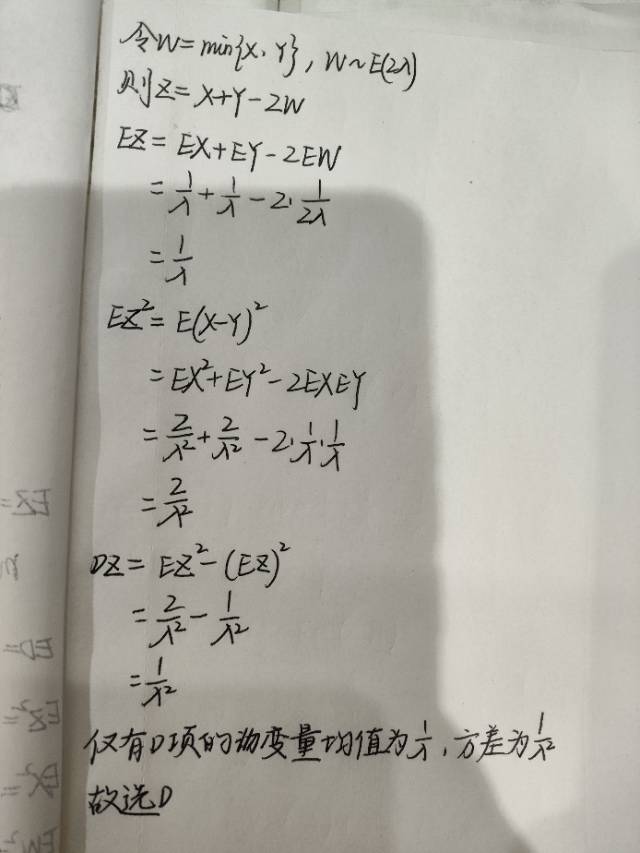 令W=min{X,Y}, W~E(2λ)
则Z=X+Y-2W
EZ=EX+EY-2EW
=1/λ+1/λ-2·1/2λ
=1/λ
EZ²=E(X-Y)²
=EX²+EY²-2EXEY
=2/λ²+2/λ²-2·1/λ·1/λ
=2/λ²
DZ=EZ²-(EZ)²
=2/λ²-1/λ²
=1/λ²
仅有D项的随变量均值为1/λ,方差为1/λ²
故选D